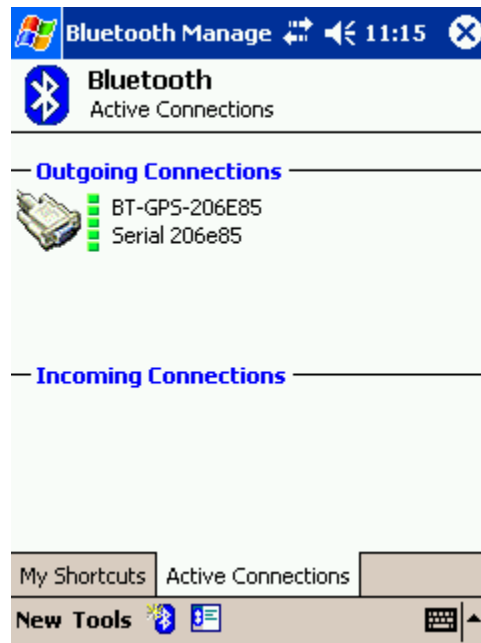 Bluetooth Manage 11:15
Bluetooth
Active Connections
Outgoing Connections
BT-GPS-206E85
Serial 206e85
Incoming Connections
My Shortcuts Active Connections
New Tools